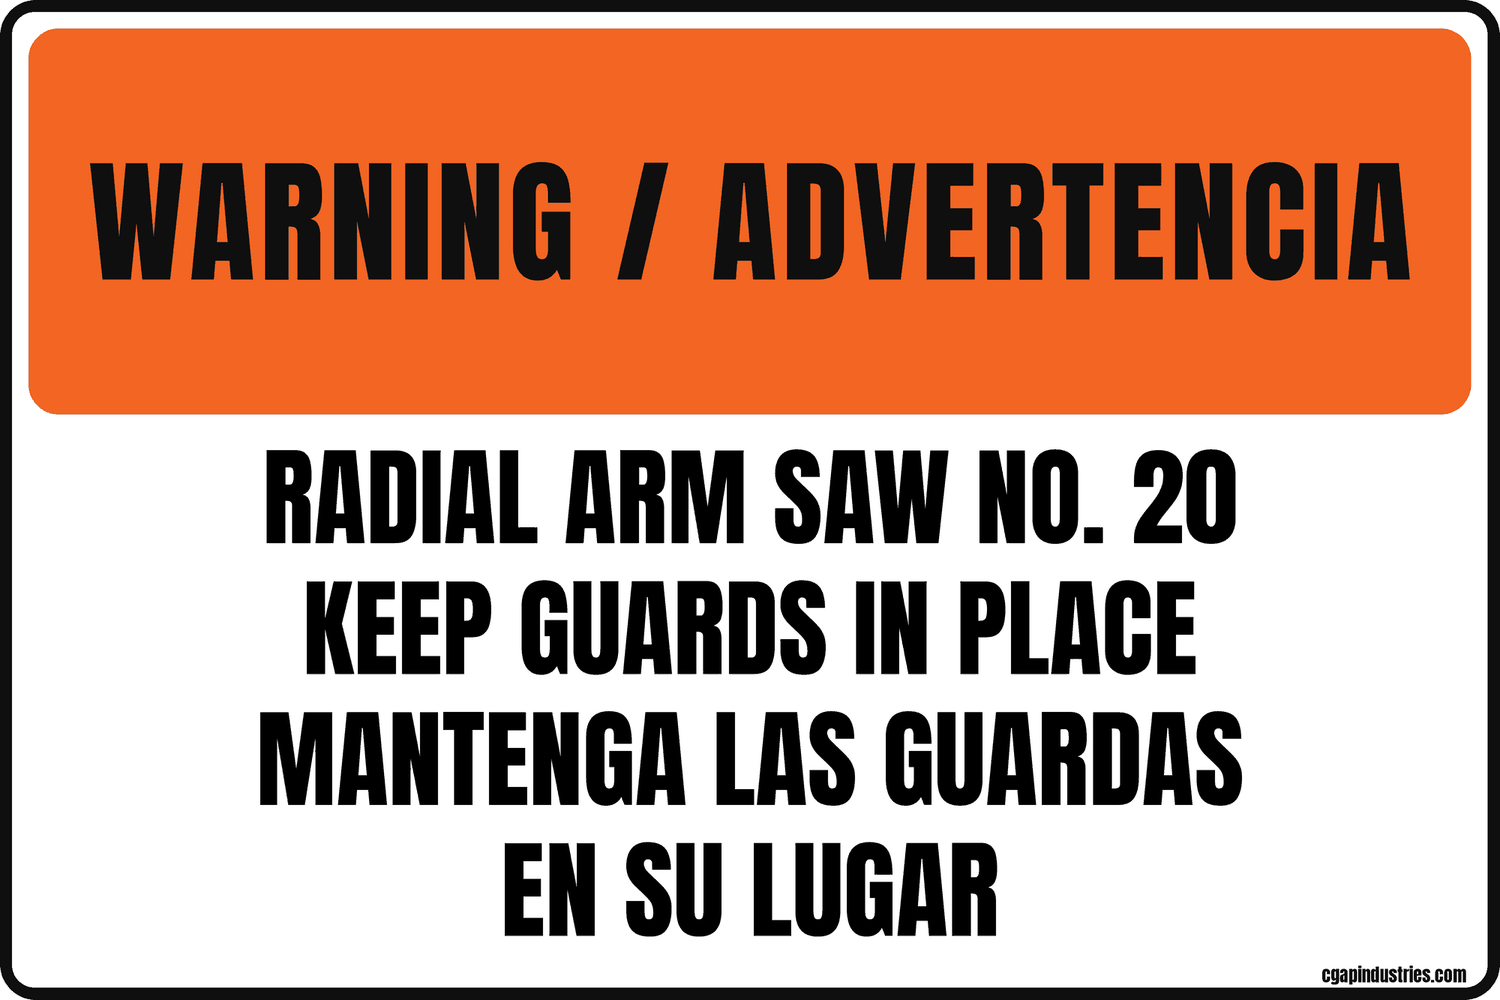 WARNING / ADVERTENCIA
RADIAL ARM SAW NO. 20
KEEP GUARDS IN PLACE
MANTENGA LAS GUARDAS
EN SU LUGAR
cgapindustries.com